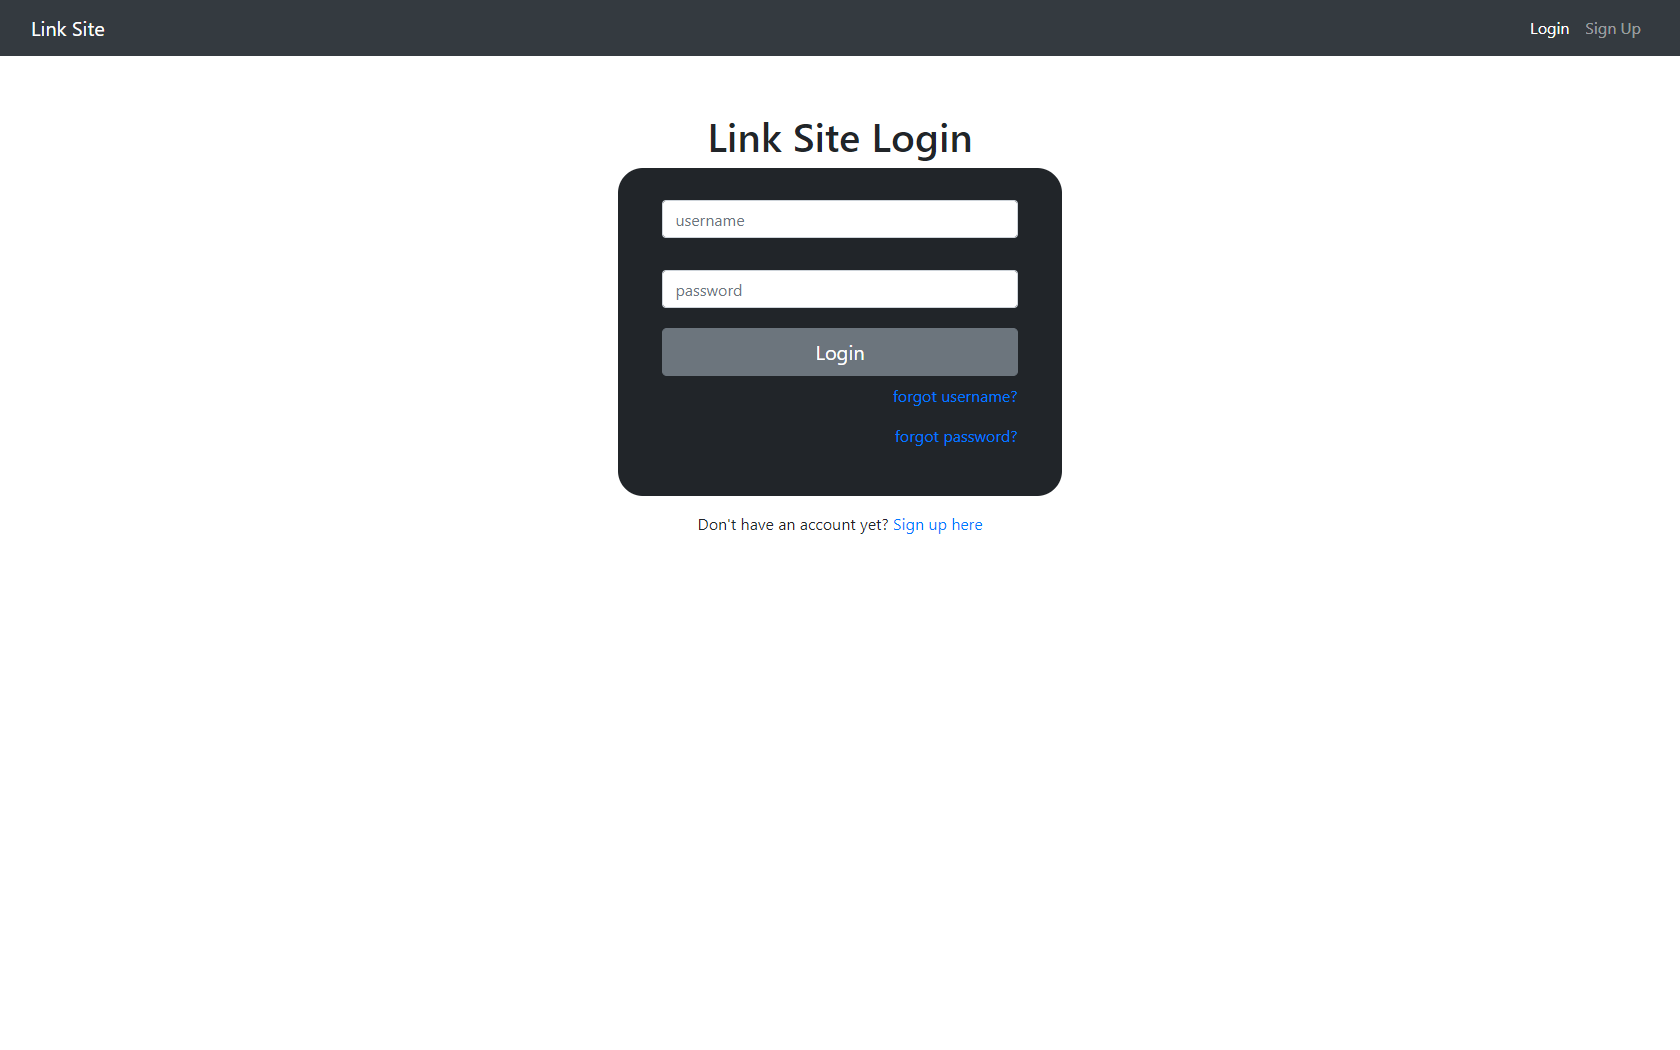 Link Site
Login Sign Up
Link Site Login
username
password
Login
forgot username?
forgot password?
Don't have an account yet? Sign up here